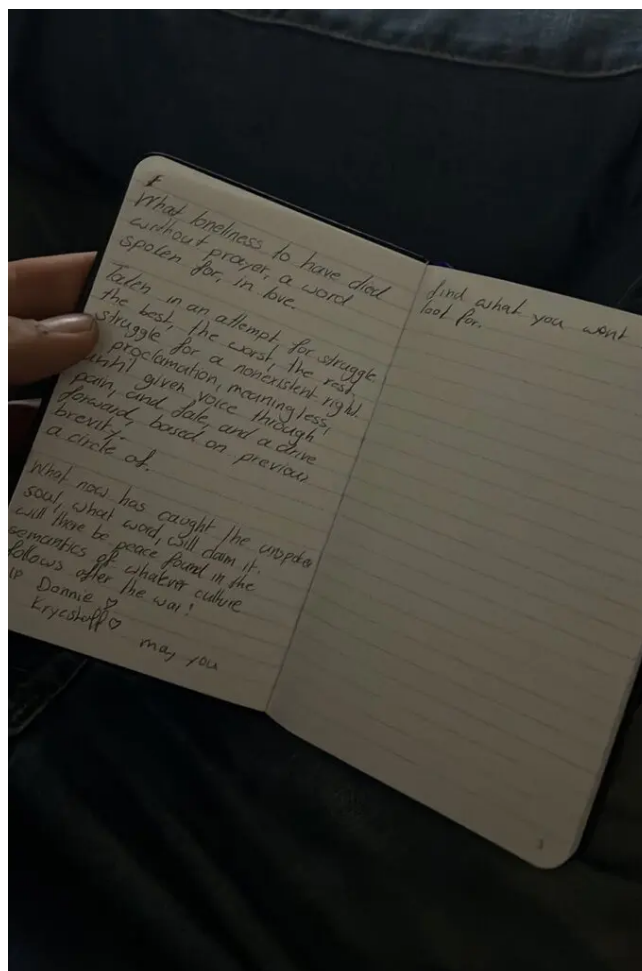 What loneliness to have died
without prayer, a word
spoken for, in love.
Taken in an attempt for struggle,
the best, the worst, the rest,
struggle for a nonexistent right.
proclamation, meaningless,
until given voice through
pain, and fate, and a drive
forward, based on previous
brevity.
a circle of.
What now has caught the unspoken
soul, what word, will claim it.
will there be peace found in the
semantics of whatever culture
follows after the war!
Donnie ♡
Krycstoff ♡
may you
find what you wont
look for.